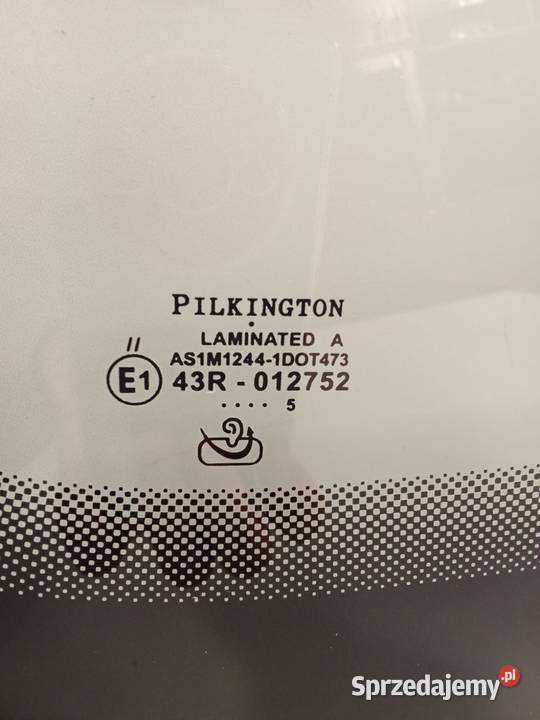 PILKINGTON
.
LAMINATED A
AS1M1244-1DOT473
II
E1 43R - 012752
.... 5
Sprzedajemy.pl